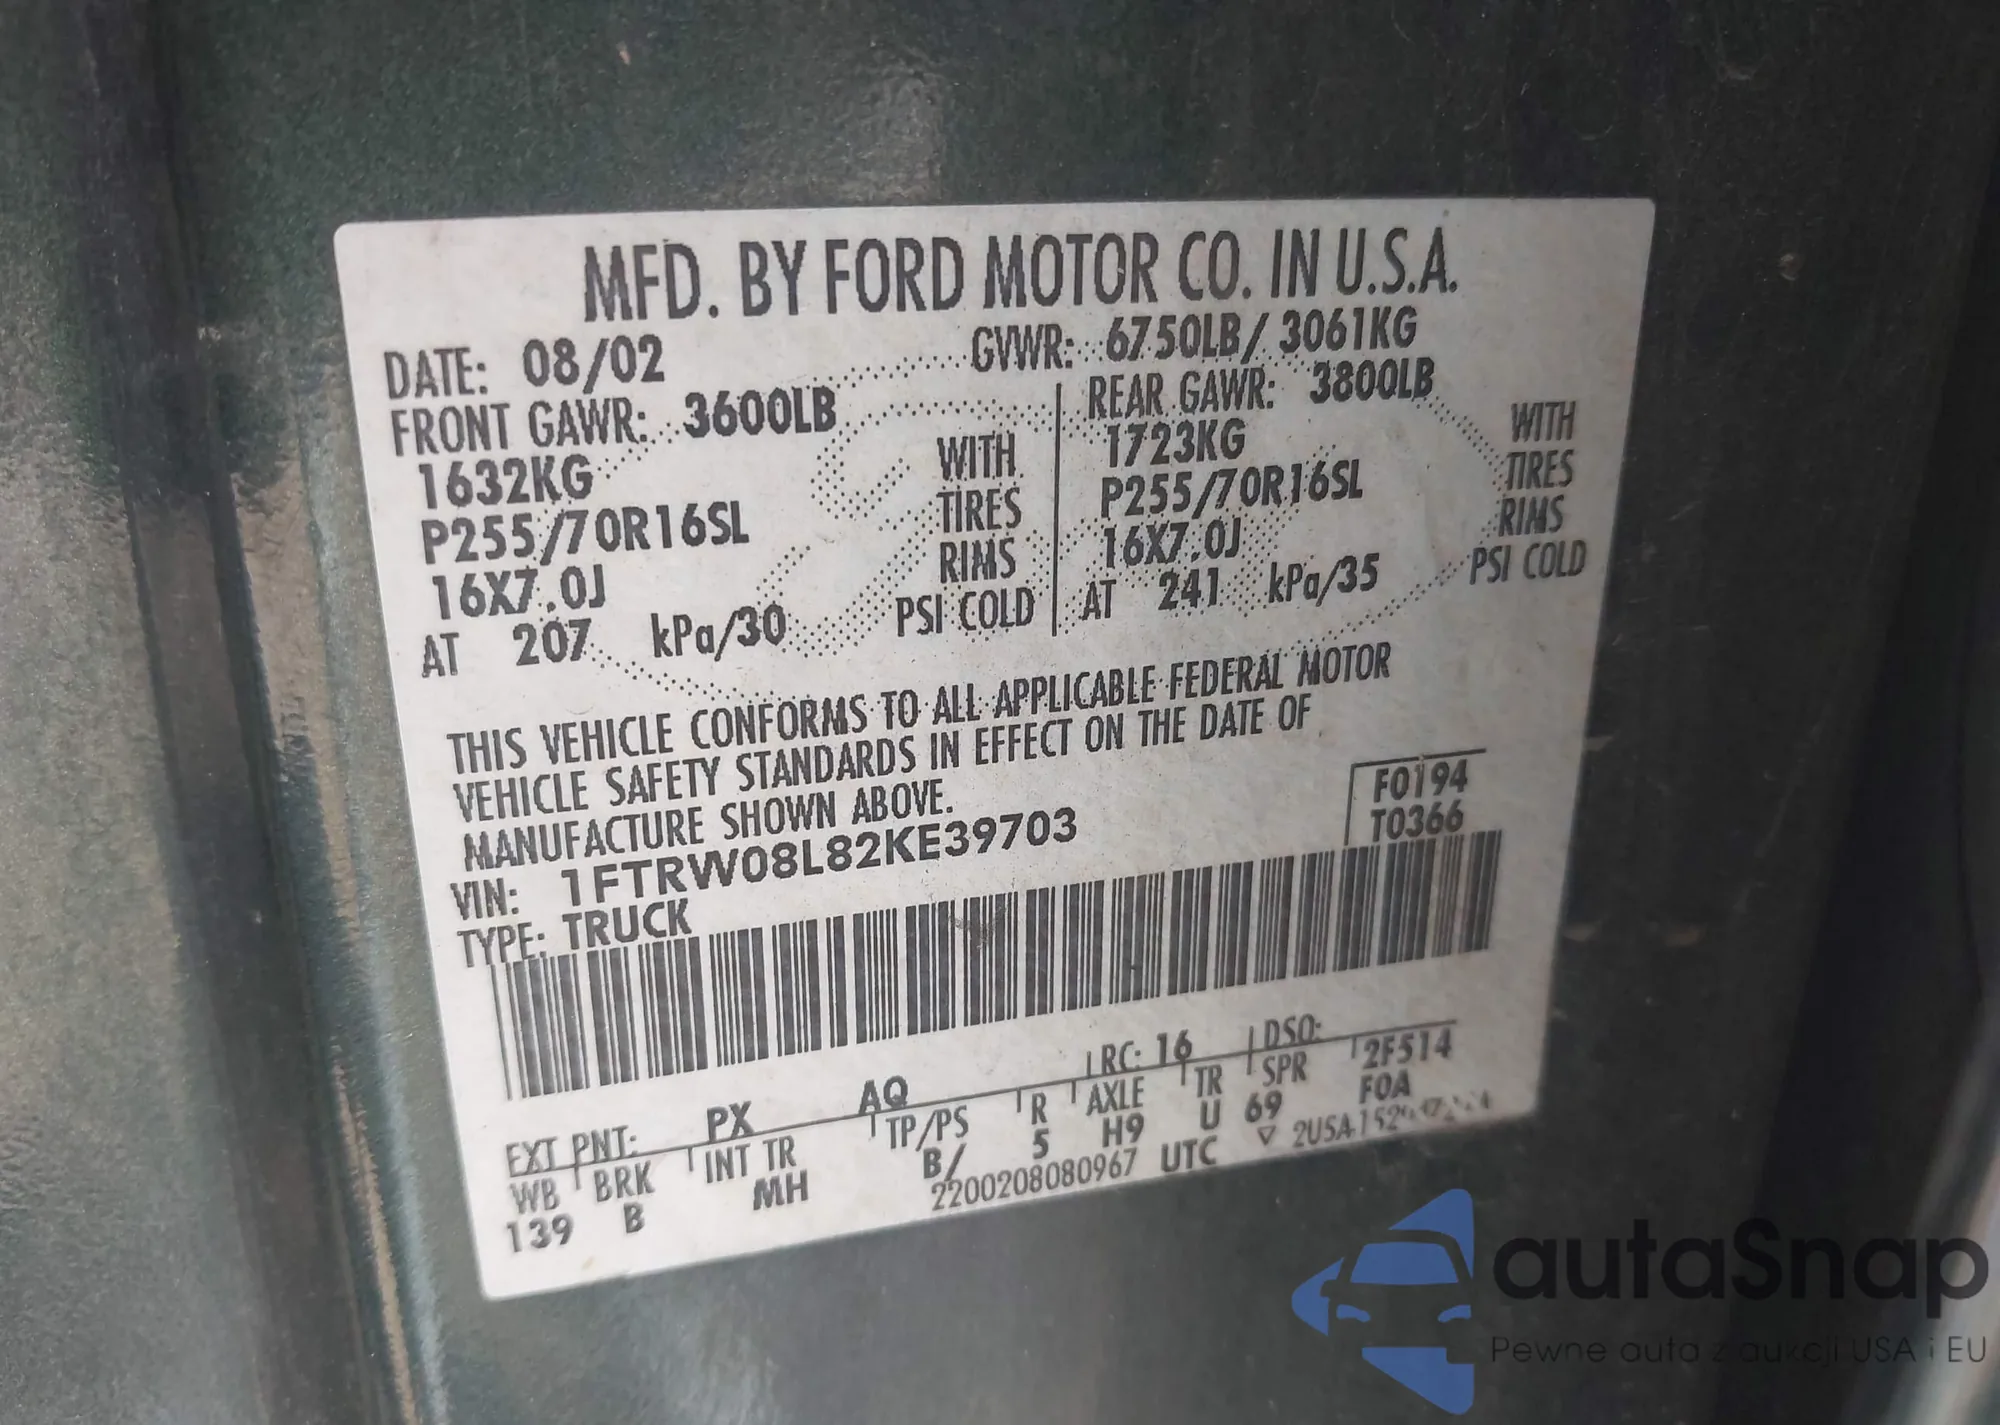 MFD. BY FORD MOTOR CO. IN U.S.A.
DATE: 08/02 GVWR: 6750LB/ 3061KG
FRONT GAWR: 3600LB REAR GAWR: 3800LB
1632KG WITH 1723KG WITH
P255/70R16SL TIRES P255/70R16SL TIRES
16X7.0J RIMS 16X7.0J RIMS
AT 207 kPa/30 PSI COLD AT 241 kPa/35 PSI COLD
THIS VEHICLE CONFORMS TO ALL APPLICABLE FEDERAL MOTOR
VEHICLE SAFETY STANDARDS IN EFFECT ON THE DATE OF
MANUFACTURE SHOWN ABOVE.
F0194
T0366
VIN: 1FTRW08L82KE39703
TYPE: TRUCK
EXT PNT: PX AQ RC: 16 DSO: 2F514
WB BRK INT TR TP/PS R AXLE TR SPR FOA
139 B MH B/ 5 H9 U 69
2200208080967 UTC
autaSnap
Pewne auta z aukcji USA i EU